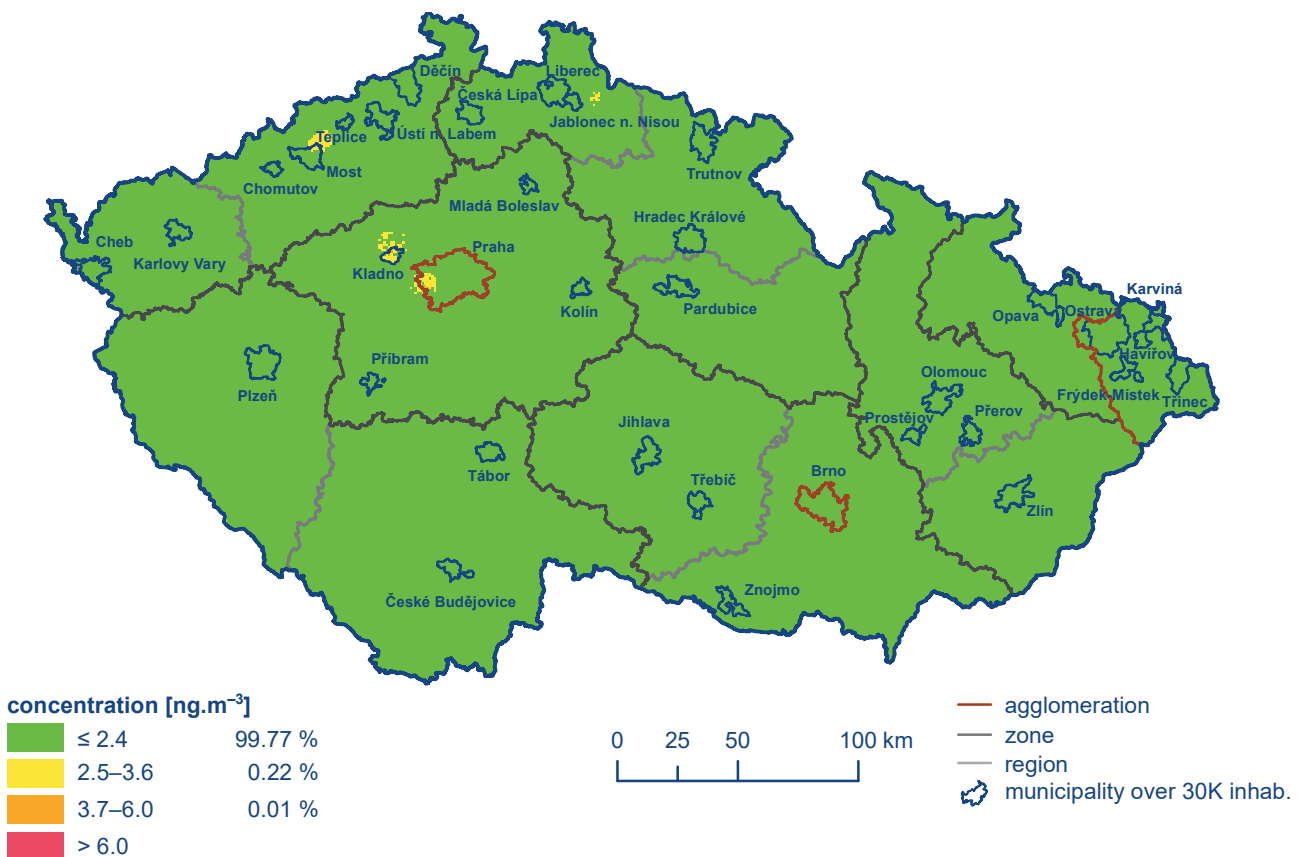 Děčín
Liberec
Česká Lípa
Jablonec n. Nisou
Teplice
Ústí n. Labem
Most
Trutnov
Chomutov
Mladá Boleslav
Hradec Králové
Cheb
Karlovy Vary
Praha
Kladno
Kolín
Pardubice
Karviná
Opava
Ostrava
Havířov
Příbram
Plzeň
Olomouc
Frýdek-Místek
Třinec
Prostějov
Přerov
Jihlava
Tábor
Třebíč
Brno
Zlín
České Budějovice
Znojmo
concentration [ng.m⁻³]
≤ 2.4 99.77 %
2.5–3.6 0.22 %
3.7–6.0 0.01 %
> 6.0
0 25 50 100 km
agglomeration
zone
region
municipality over 30K inhab.